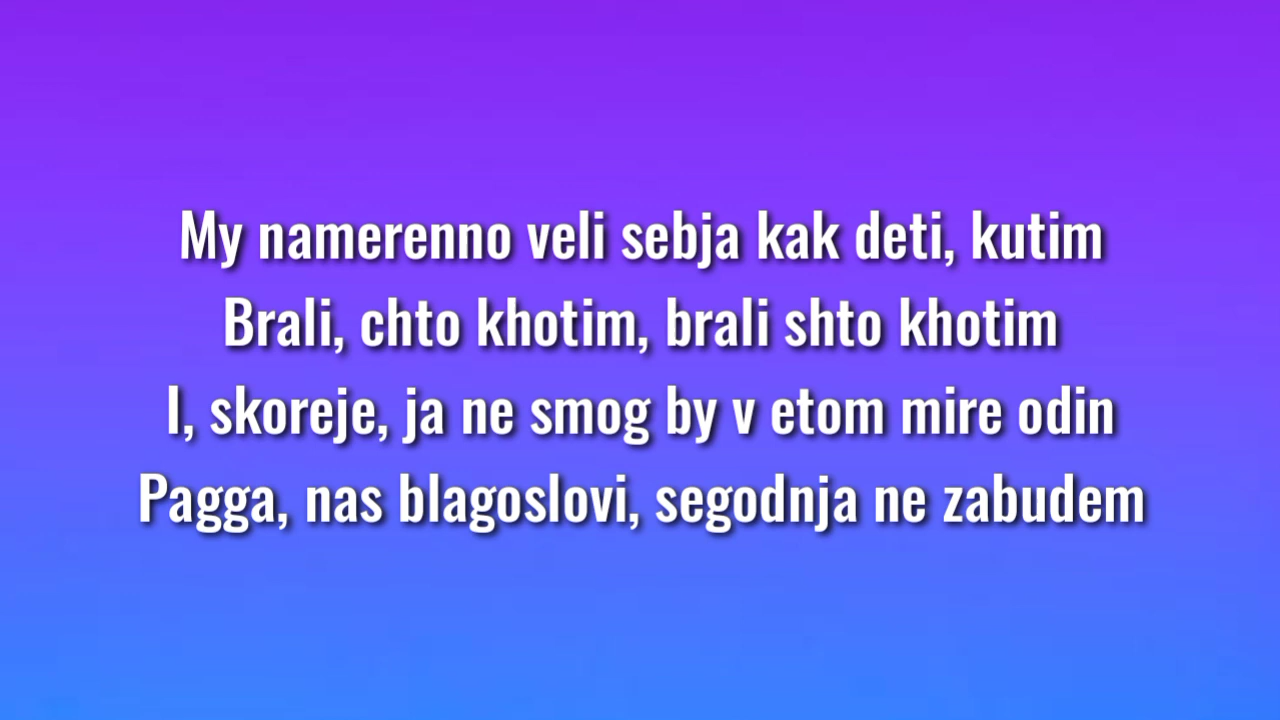 My namerenno veli sebja kak deti, kutim
Brali, chto khotim, brali shto khotim
I, skoreje, ja ne smog by v etom mire odin
Pagga, nas blagoslovi, segodnja ne zabudem